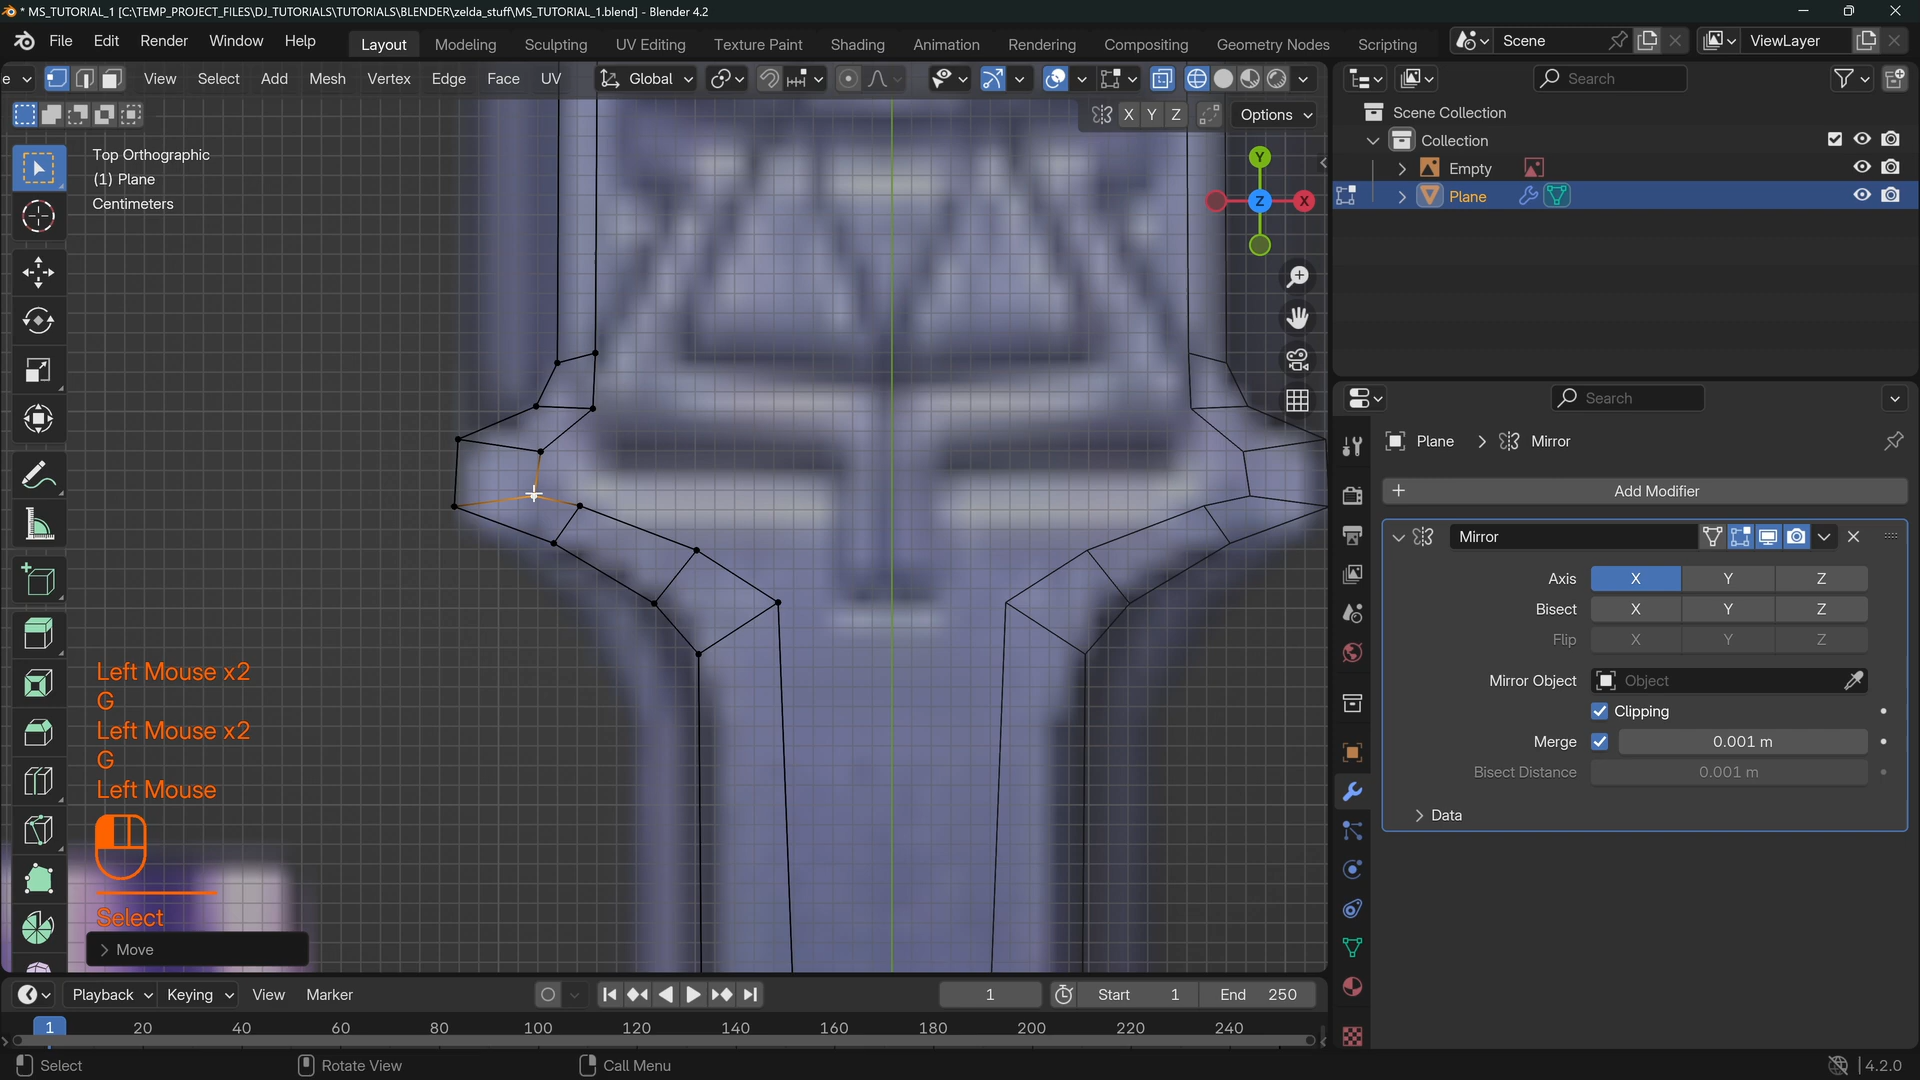 * MS_TUTORIAL_1 [C:\TEMP_PROJECT_FILES\DJ_TUTORIALS\TUTORIALS\BLENDER\zelda_stuff\MS_TUTORIAL_1.blend] - Blender 4.2
File Edit Render Window Help Layout Modeling Sculpting UV Editing Texture Paint Shading Animation Rendering Compositing Geometry Nodes Scripting Scene ViewLayer
e View Select Add Mesh Vertex Edge Face UV Global Search
X Y Z Options
Scene Collection
Collection
Empty
Plane
Top Orthographic
(1) Plane
Centimeters
Y
Z X
Search
Plane Mirror
Add Modifier
Mirror
Axis X Y Z
Bisect X Y Z
Flip X Y Z
Mirror Object Object
Clipping
Merge 0.001 m
Bisect Distance 0.001 m
Data
Left Mouse x2
G
Left Mouse x2
G
Left Mouse
Select
Move
Playback Keying View Marker 1 Start 1 End 250
1 20 40 60 80 100 120 140 160 180 200 220 240
Select Rotate View Call Menu 4.2.0